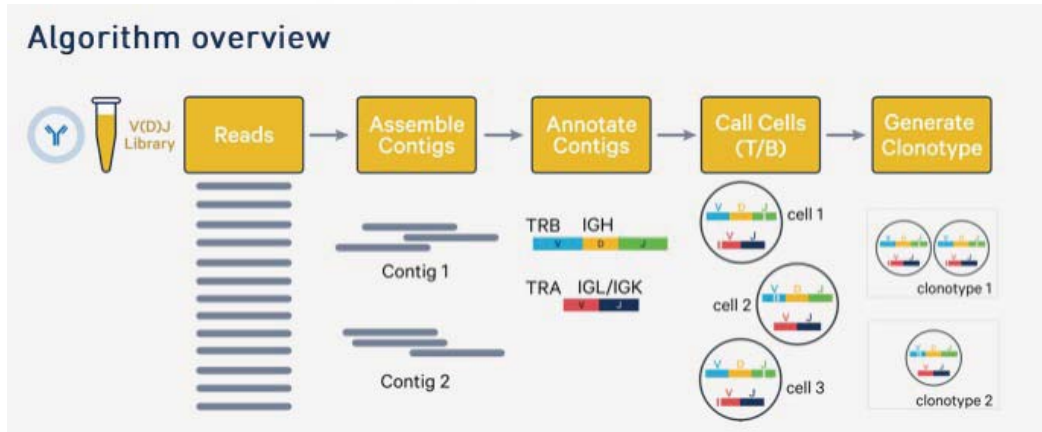 Algorithm overview
V(D)J
Library
Reads
Assemble
Contigs
Annotate
Contigs
Call Cells
(T/B)
Generate
Clonotype
Contig 1
Contig 2
TRB IGH
V D J
TRA IGL/IGK
V J
V D J
V J
cell 1
V D J
V J
cell 2
V D J
V J
cell 3
V D J
V J
V D J
V J
clonotype 1
V D J
V J
clonotype 2